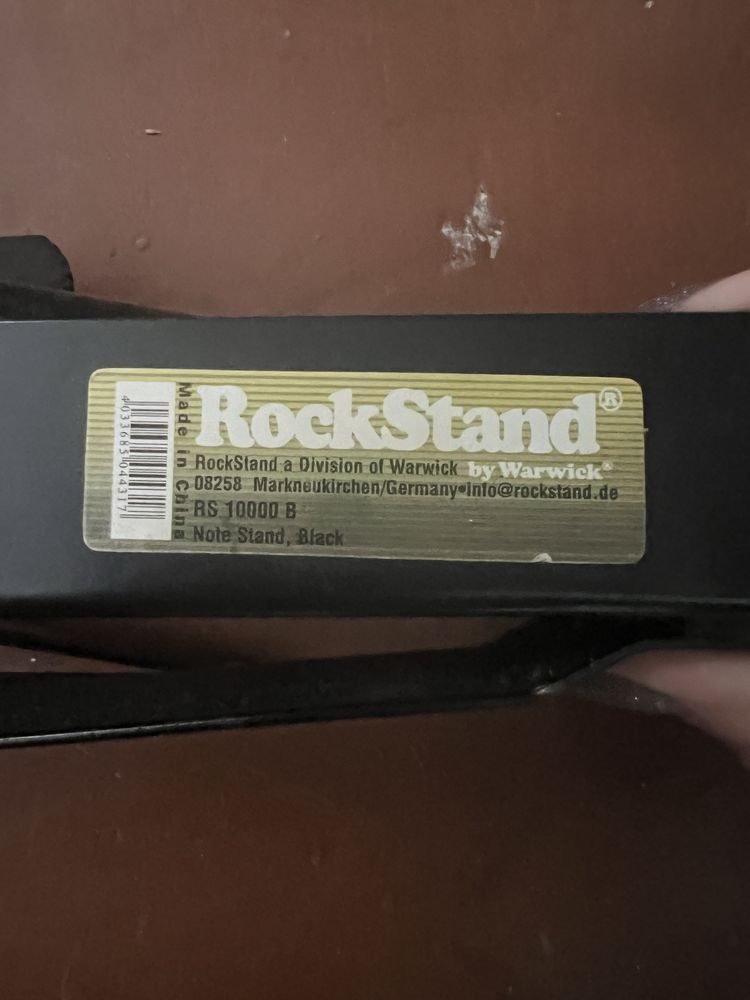 4033685044317
Made in China
RockStand®
RockStand a Division of Warwick by Warwick®
08258 Markneukirchen/Germany•info@rockstand.de
RS 10000 B
Note Stand, Black